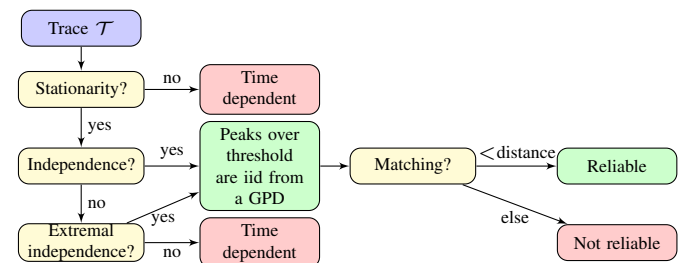 Trace 𝒯
Stationarity?
no
Time
dependent
yes
Independence?
yes
Peaks over
threshold
are iid from
a GPD
Matching?
<distance
Reliable
no
yes
else
Extremal
independence?
no
Time
dependent
Not reliable